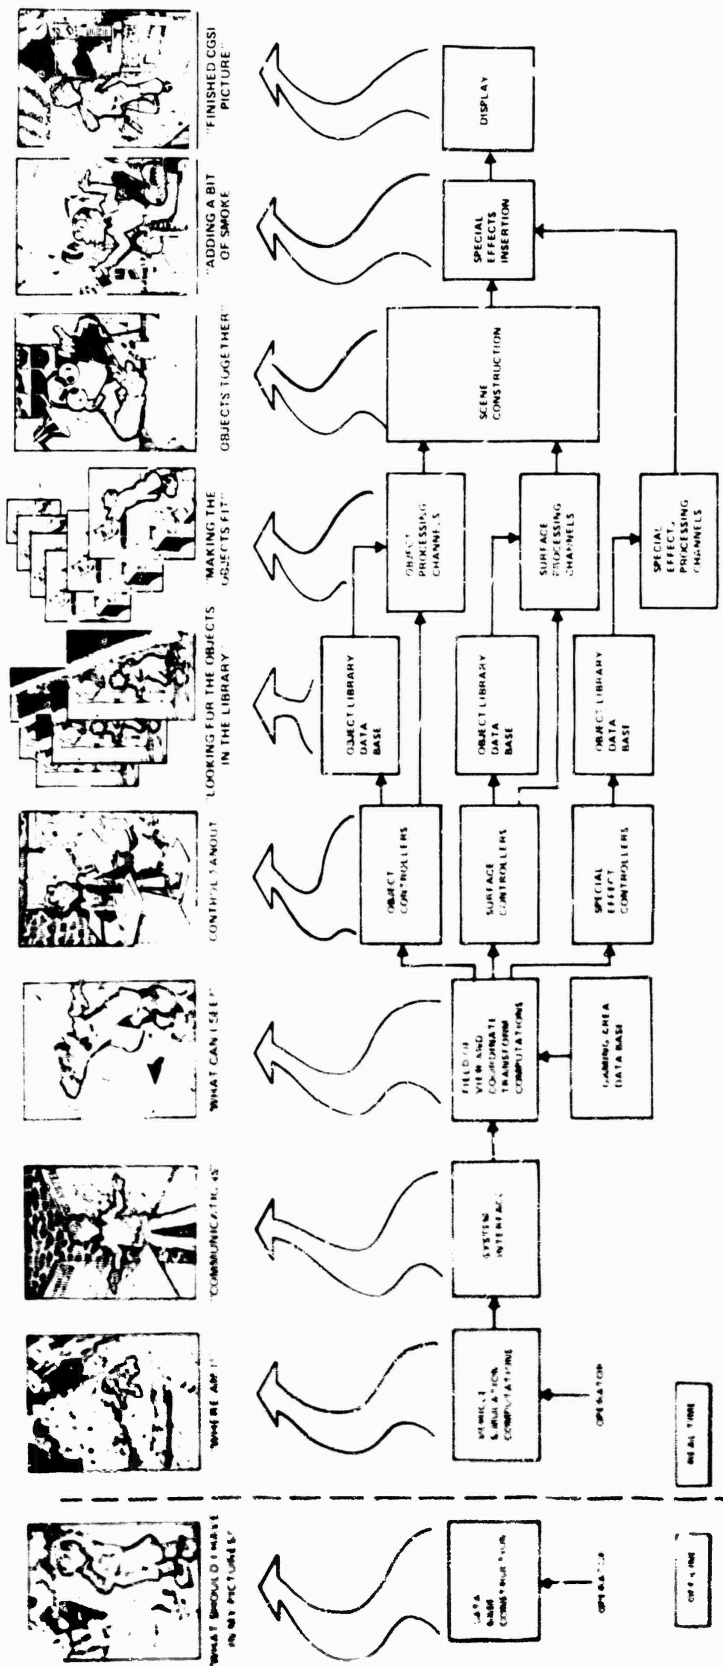 "WHAT SHOULD I HAVE
IN MY PICTURES"
"WHERE AM I"
"COMMUNICATIONS"
"WHAT CAN I SEE"
CONTROL FANOUT
"LOOKING FOR THE OBJECTS
IN THE LIBRARY
"MAKING THE
OBJECTS FIT"
OBJECTS TOGETHER"
"ADDING A BIT
OF SMOKE
"FINISHED CGSI
PICTURE"
DATA
BASE
CONSTRUCTION
OPERATOR
OFF LINE
VEHICLE
SIMULATION
COMPUTATIONS
OPERATOR
REAL TIME
SYSTEM
INTERFACE
FIELD OF
VIEW AND
COORDINATE
TRANSFORM
COMPUTATIONS
GAMING AREA
DATA BASE
OBJECT
CONTROLLERS
SURFACE
CONTROLLERS
SPECIAL
EFFECT
CONTROLLERS
OBJECT LIBRARY
DATA
BASE
OBJECT LIBRARY
DATA
BASE
OBJECT LIBRARY
DATA
BASE
OBJECT
PROCESSING
CHANNELS
SURFACE
PROCESSING
CHANNELS
SPECIAL
EFFECTS
PROCESSING
CHANNELS
SCENE
CONSTRUCTION
SPECIAL
EFFECTS
INSERTION
DISPLAY